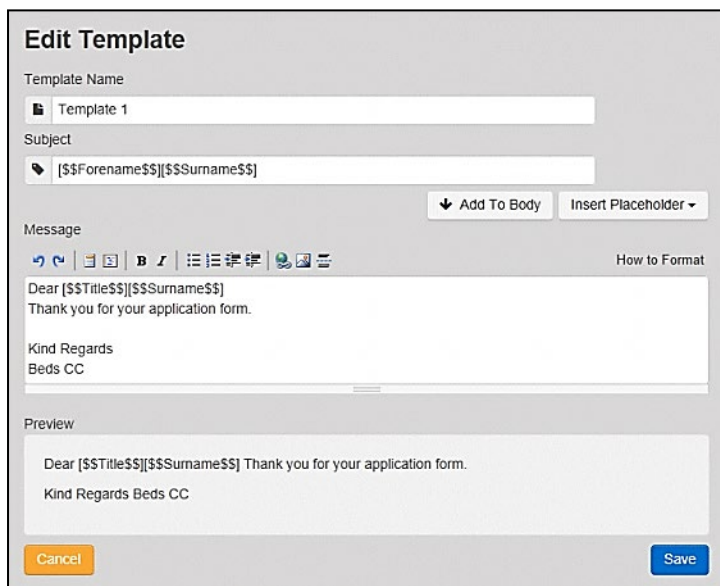 Edit Template
Template Name
Template 1
Subject
[$$Forename$$][$$Surname$$]
Add To Body
Insert Placeholder
Message
B I
How to Format
Dear [$$Title$$][$$Surname$$]
Thank you for your application form.
Kind Regards
Beds CC
Preview
Dear [$$Title$$][$$Surname$$] Thank you for your application form.
Kind Regards Beds CC
Cancel
Save